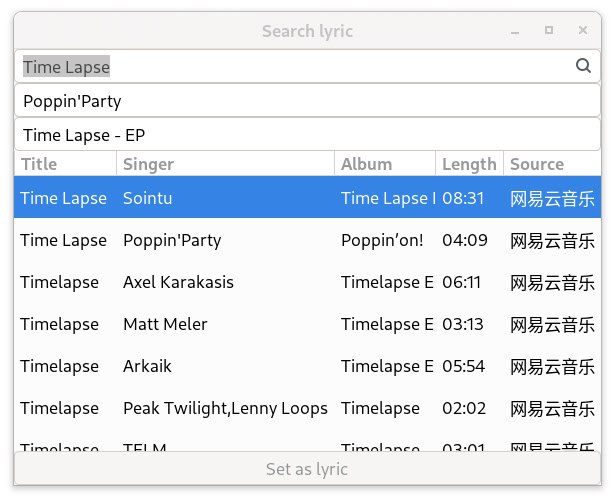 Search lyric
Time Lapse
Poppin'Party
Time Lapse - EP
Title Singer Album Length Source
Time Lapse Sointu Time Lapse 08:31 网易云音乐
Time Lapse Poppin'Party Poppin’on! 04:09 网易云音乐
Timelapse Axel Karakasis Timelapse E 06:11 网易云音乐
Timelapse Matt Meler Timelapse E 03:13 网易云音乐
Timelapse Arkaik Timelapse E 05:54 网易云音乐
Timelapse Peak Twilight,Lenny Loops Timelapse 02:02 网易云音乐
Timelapse TELM Timelapse 03:01 网易云音乐
Set as lyric